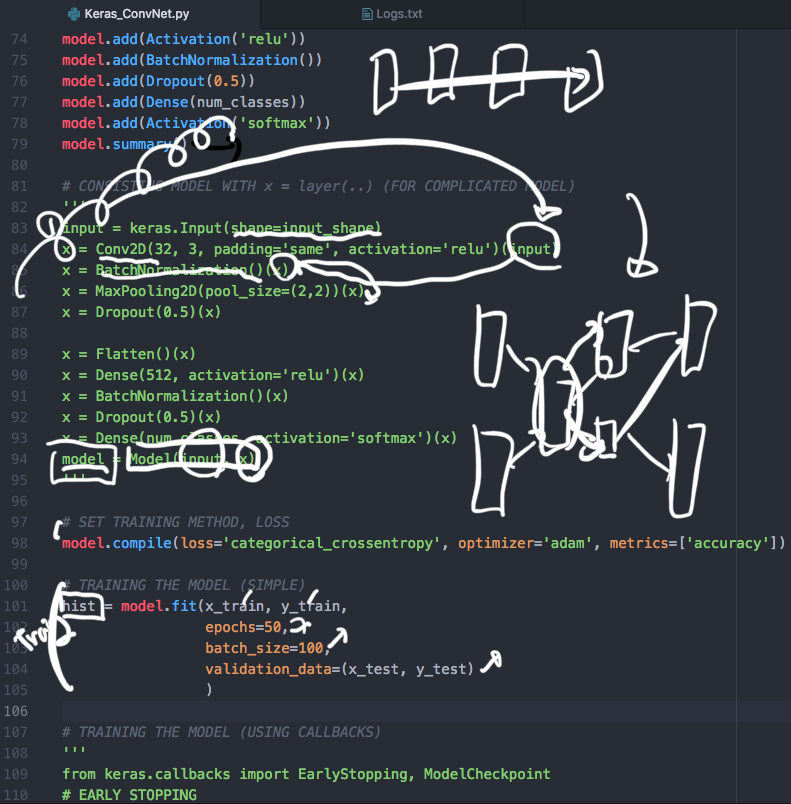 Keras_ConvNet.py Logs.txt
74 model.add(Activation('relu'))
75 model.add(BatchNormalization())
76 model.add(Dropout(0.5))
77 model.add(Dense(num_classes))
78 model.add(Activation('softmax'))
79 model.summary()
80
81 # CONSISTING MODEL WITH x = layer(..) (FOR COMPLICATED MODEL)
82 '''
83 input = keras.Input(shape=input_shape)
84 x = Conv2D(32, 3, padding='same', activation='relu')(input)
85 x = BatchNormalization()(x)
86 x = MaxPooling2D(pool_size=(2,2))(x)
87 x = Dropout(0.5)(x)
88
89 x = Flatten()(x)
90 x = Dense(512, activation='relu')(x)
91 x = BatchNormalization()(x)
92 x = Dropout(0.5)(x)
93 x = Dense(num_classes, activation='softmax')(x)
94 model = Model(input, x)
95 '''
96
97 # SET TRAINING METHOD, LOSS
98 model.compile(loss='categorical_crossentropy', optimizer='adam', metrics=['accuracy'])
99
100 # TRAINING THE MODEL (SIMPLE)
101 hist = model.fit(x_train, y_train,
102 epochs=50,
103 batch_size=100,
104 validation_data=(x_test, y_test)
105 )
106
107 # TRAINING THE MODEL (USING CALLBACKS)
108 '''
109 from keras.callbacks import EarlyStopping, ModelCheckpoint
110 # EARLY STOPPING